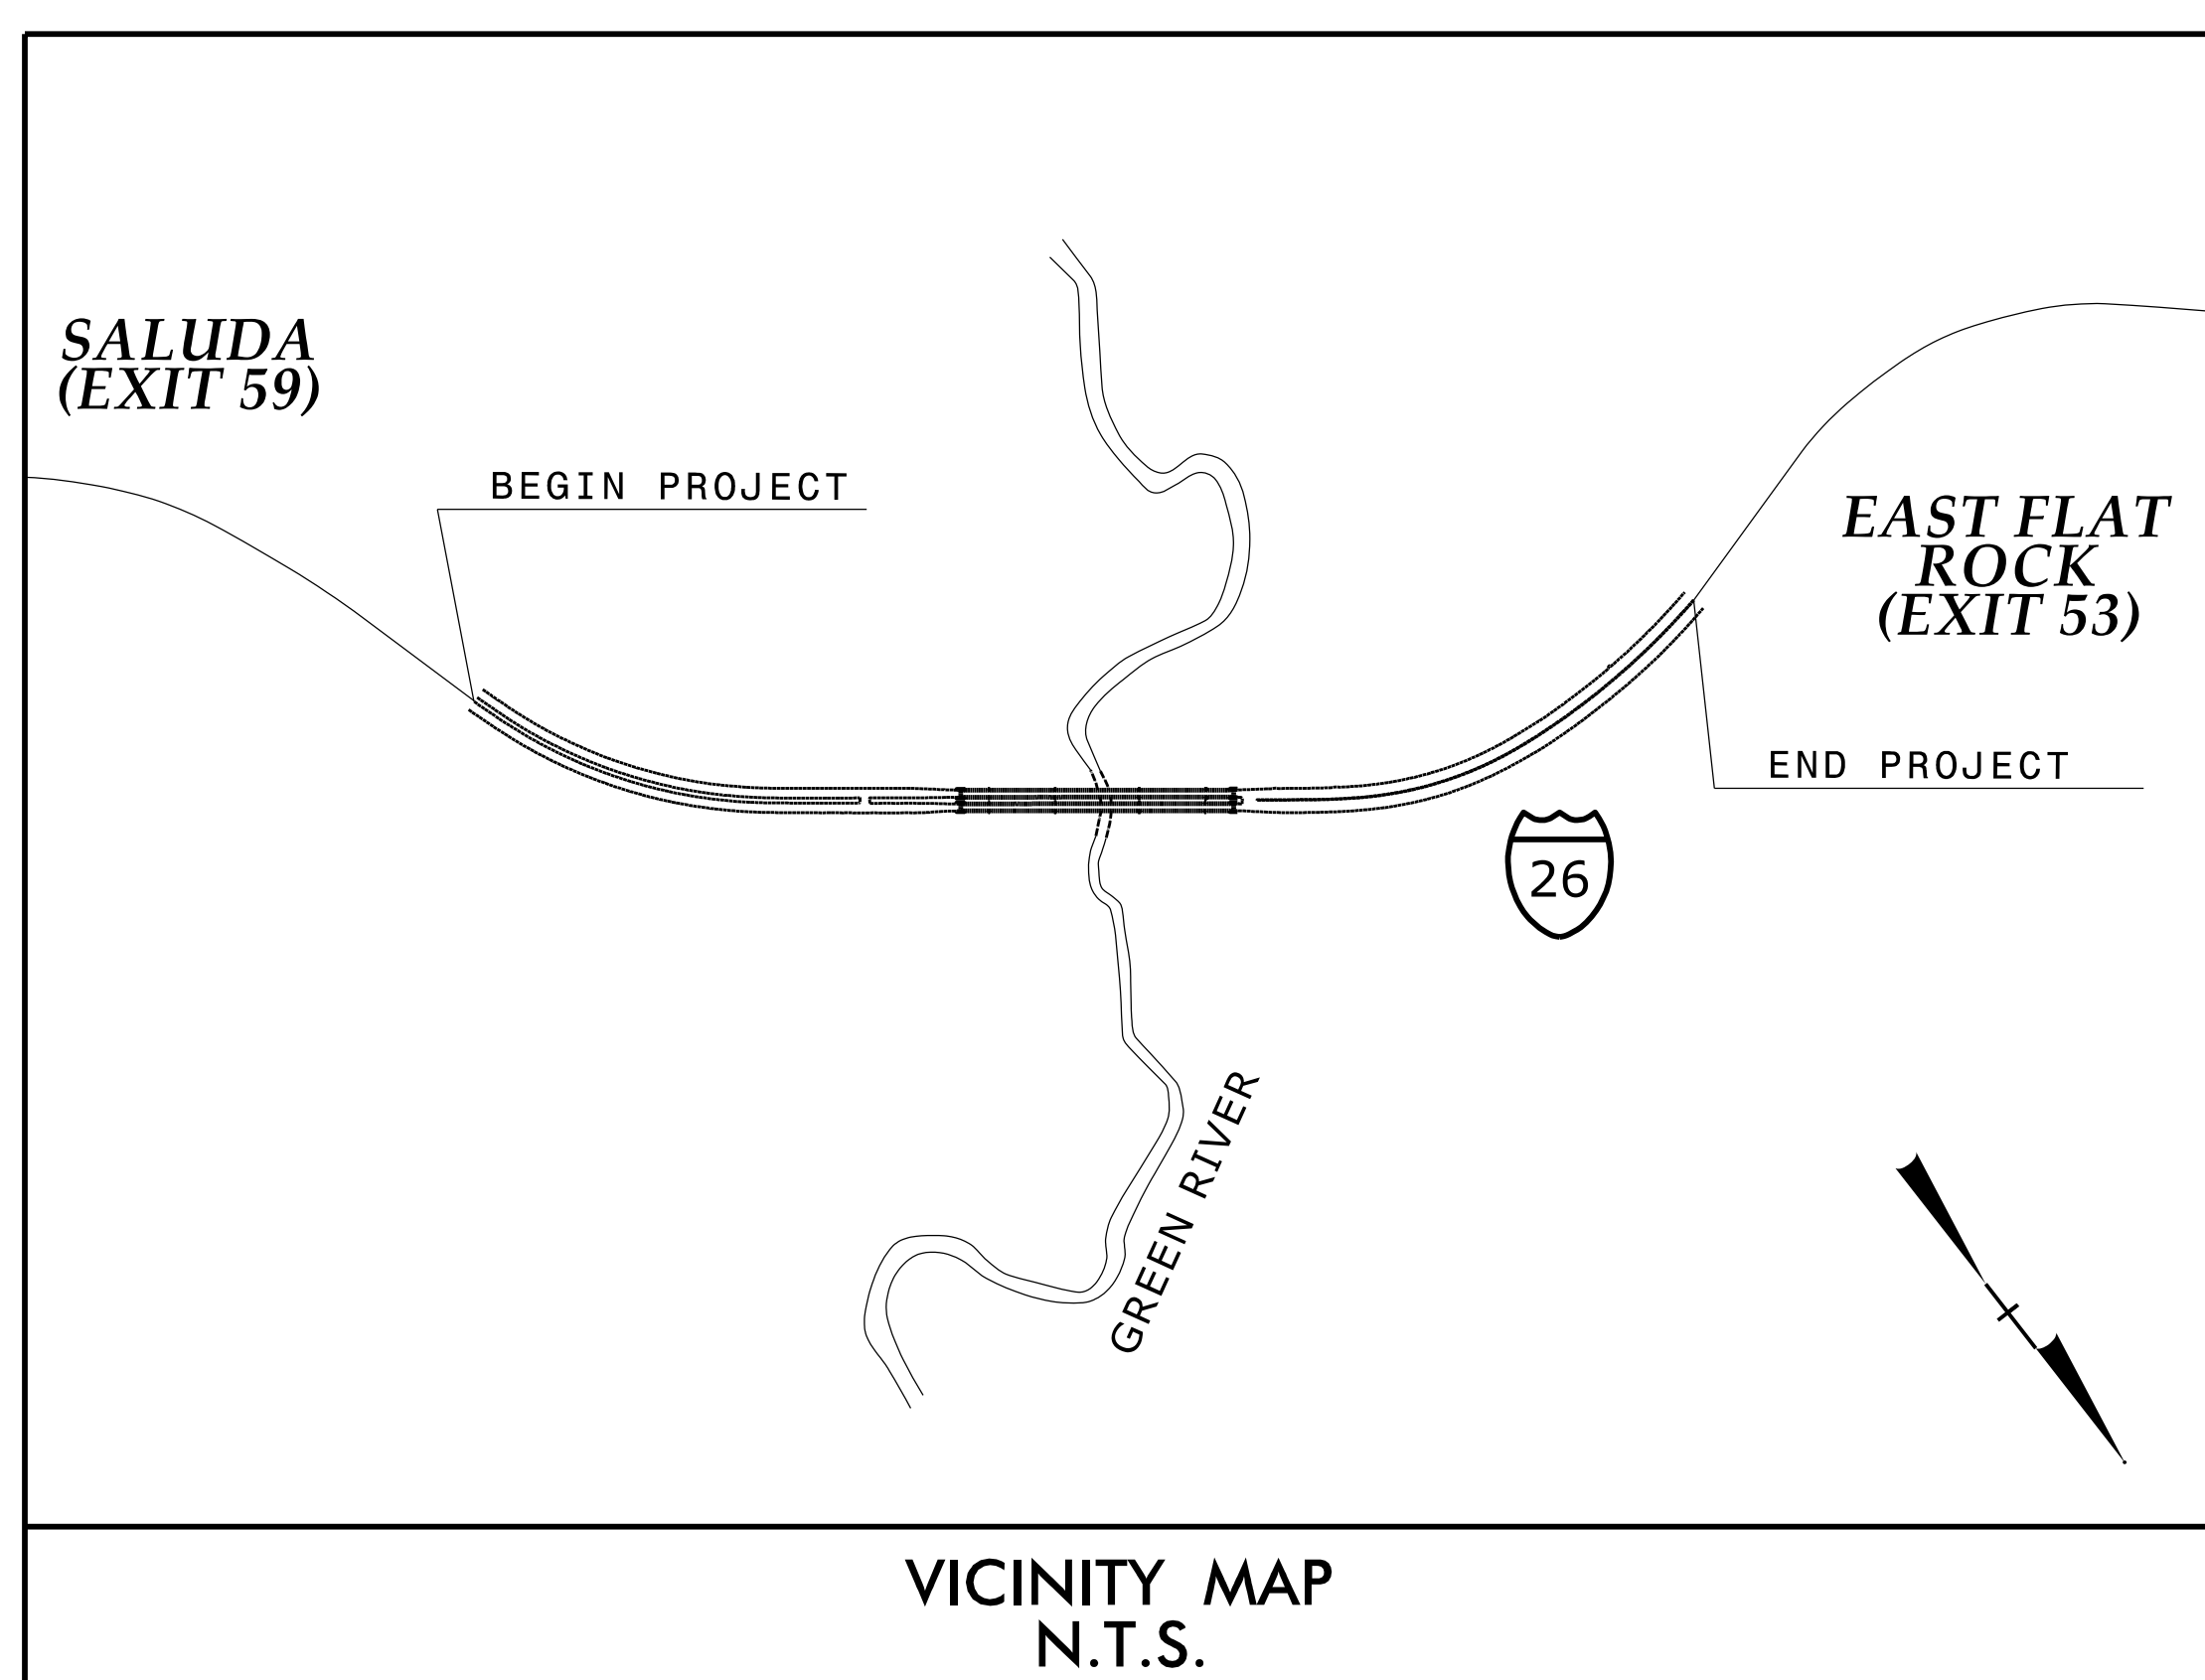 SALUDA
(EXIT 59)
BEGIN PROJECT
EAST FLAT
ROCK
(EXIT 53)
END PROJECT
26
GREEN RIVER
VICINITY MAP
N.T.S.